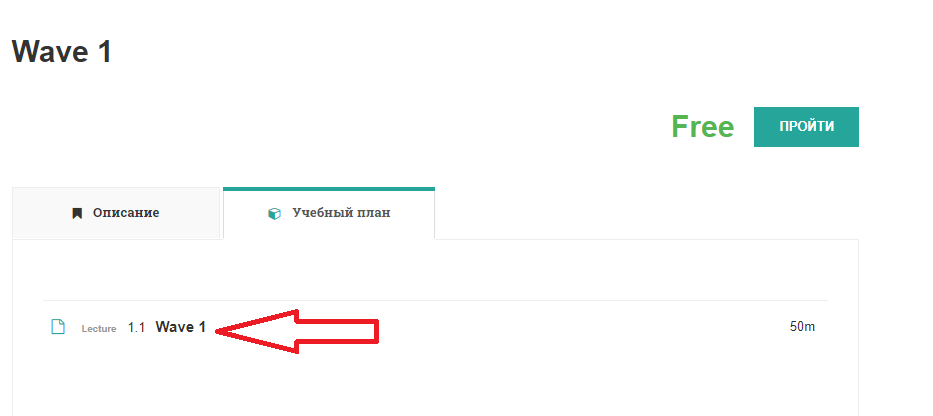 Wave 1
Free ПРОЙТИ
Описание Учебный план
Lecture 1.1 Wave 1 50m